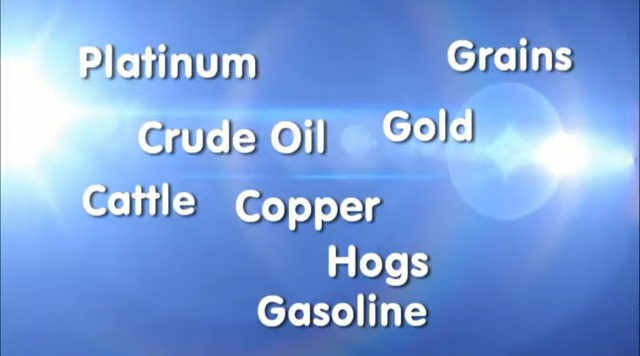 Platinum
Grains
Crude Oil
Gold
Cattle
Copper
Hogs
Gasoline